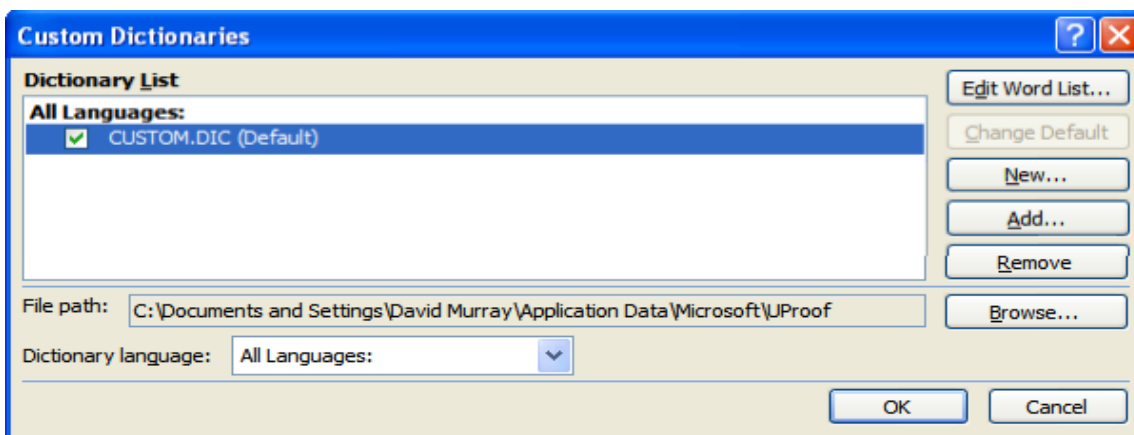 Custom Dictionaries
Dictionary List
All Languages:
CUSTOM.DIC (Default)
Edit Word List...
Change Default
New...
Add...
Remove
File path: C:\Documents and Settings\David Murray\Application Data\Microsoft\UProof
Browse...
Dictionary language: All Languages:
OK Cancel